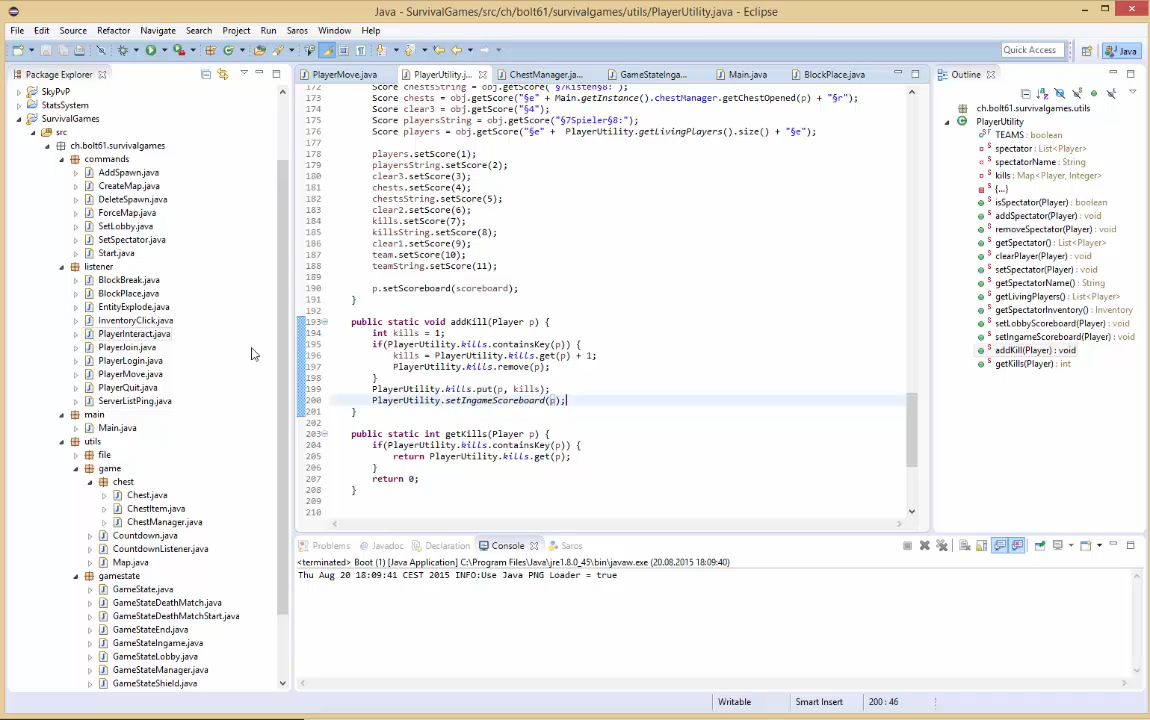 Java - SurvivalGames/src/ch/bolt61/survivalgames/utils/PlayerUtility.java - Eclipse
File Edit Source Refactor Navigate Search Project Run Saros Window Help
Quick Access
Java
Package Explorer
SkyPvP
StatsSystem
SurvivalGames
src
ch.bolt61.survivalgames
commands
AddSpawn.java
CreateMap.java
DeleteSpawn.java
ForceMap.java
SetLobby.java
SetSpectator.java
Start.java
listener
BlockBreak.java
BlockPlace.java
EntityExplode.java
InventoryClick.java
PlayerInteract.java
PlayerJoin.java
PlayerLogin.java
PlayerMove.java
PlayerQuit.java
ServerListPing.java
main
Main.java
utils
file
game
chest
Chest.java
ChestItem.java
ChestManager.java
Countdown.java
CountdownListener.java
Map.java
gamestate
GameState.java
GameStateDeathMatch.java
GameStateDeathMatchStart.java
GameStateEnd.java
GameStateIngame.java
GameStateLobby.java
GameStateManager.java
GameStateShield.java
PlayerMove.java PlayerUtility.j... ChestManager.ja... GameStateInga... Main.java BlockPlace.java
172 Score chestsString = obj.getScore("§7Kisten§8:");
173 Score chests = obj.getScore("§e" + Main.getInstance().chestManager.getChestOpened(p) + "§r");
174 Score clear3 = obj.getScore("§4");
175 Score playersString = obj.getScore("§7Spieler§8:");
176 Score players = obj.getScore("§e" + PlayerUtility.getLivingPlayers().size() + "§e");
177
178 players.setScore(1);
179 playersString.setScore(2);
180 clear3.setScore(3);
181 chests.setScore(4);
182 chestsString.setScore(5);
183 clear2.setScore(6);
184 kills.setScore(7);
185 killsString.setScore(8);
186 clear1.setScore(9);
187 team.setScore(10);
188 teamString.setScore(11);
189
190 p.setScoreboard(scoreboard);
191 }
192
193 public static void addKill(Player p) {
194 int kills = 1;
195 if(PlayerUtility.kills.containsKey(p)) {
196 kills = PlayerUtility.kills.get(p) + 1;
197 PlayerUtility.kills.remove(p);
198 }
199 PlayerUtility.kills.put(p, kills);
200 PlayerUtility.setIngameScoreboard(p);
201 }
202
203 public static int getKills(Player p) {
204 if(PlayerUtility.kills.containsKey(p)) {
205 return PlayerUtility.kills.get(p);
206 }
207 return 0;
208 }
209
210
Outline
ch.bolt61.survivalgames.utils
PlayerUtility
TEAMS : boolean
spectator : List<Player>
spectatorName : String
kills : Map<Player, Integer>
{...}
isSpectator(Player) : boolean
addSpectator(Player) : void
removeSpectator(Player) : void
getSpectator() : List<Player>
clearPlayer(Player) : void
setSpectator(Player) : void
getSpectatorName() : String
getLivingPlayers() : List<Player>
getSpectatorInventory() : Inventory
setLobbyScoreboard(Player) : void
setIngameScoreboard(Player) : void
addKill(Player) : void
getKills(Player) : int
Problems Javadoc Declaration Console Saros
<terminated> Boot (1) [Java Application] C:\Program Files\Java\jre1.8.0_45\bin\javaw.exe (20.08.2015 18:09:40)
Thu Aug 20 18:09:41 CEST 2015 INFO:Use Java PNG Loader = true
Writable Smart Insert 200 : 46